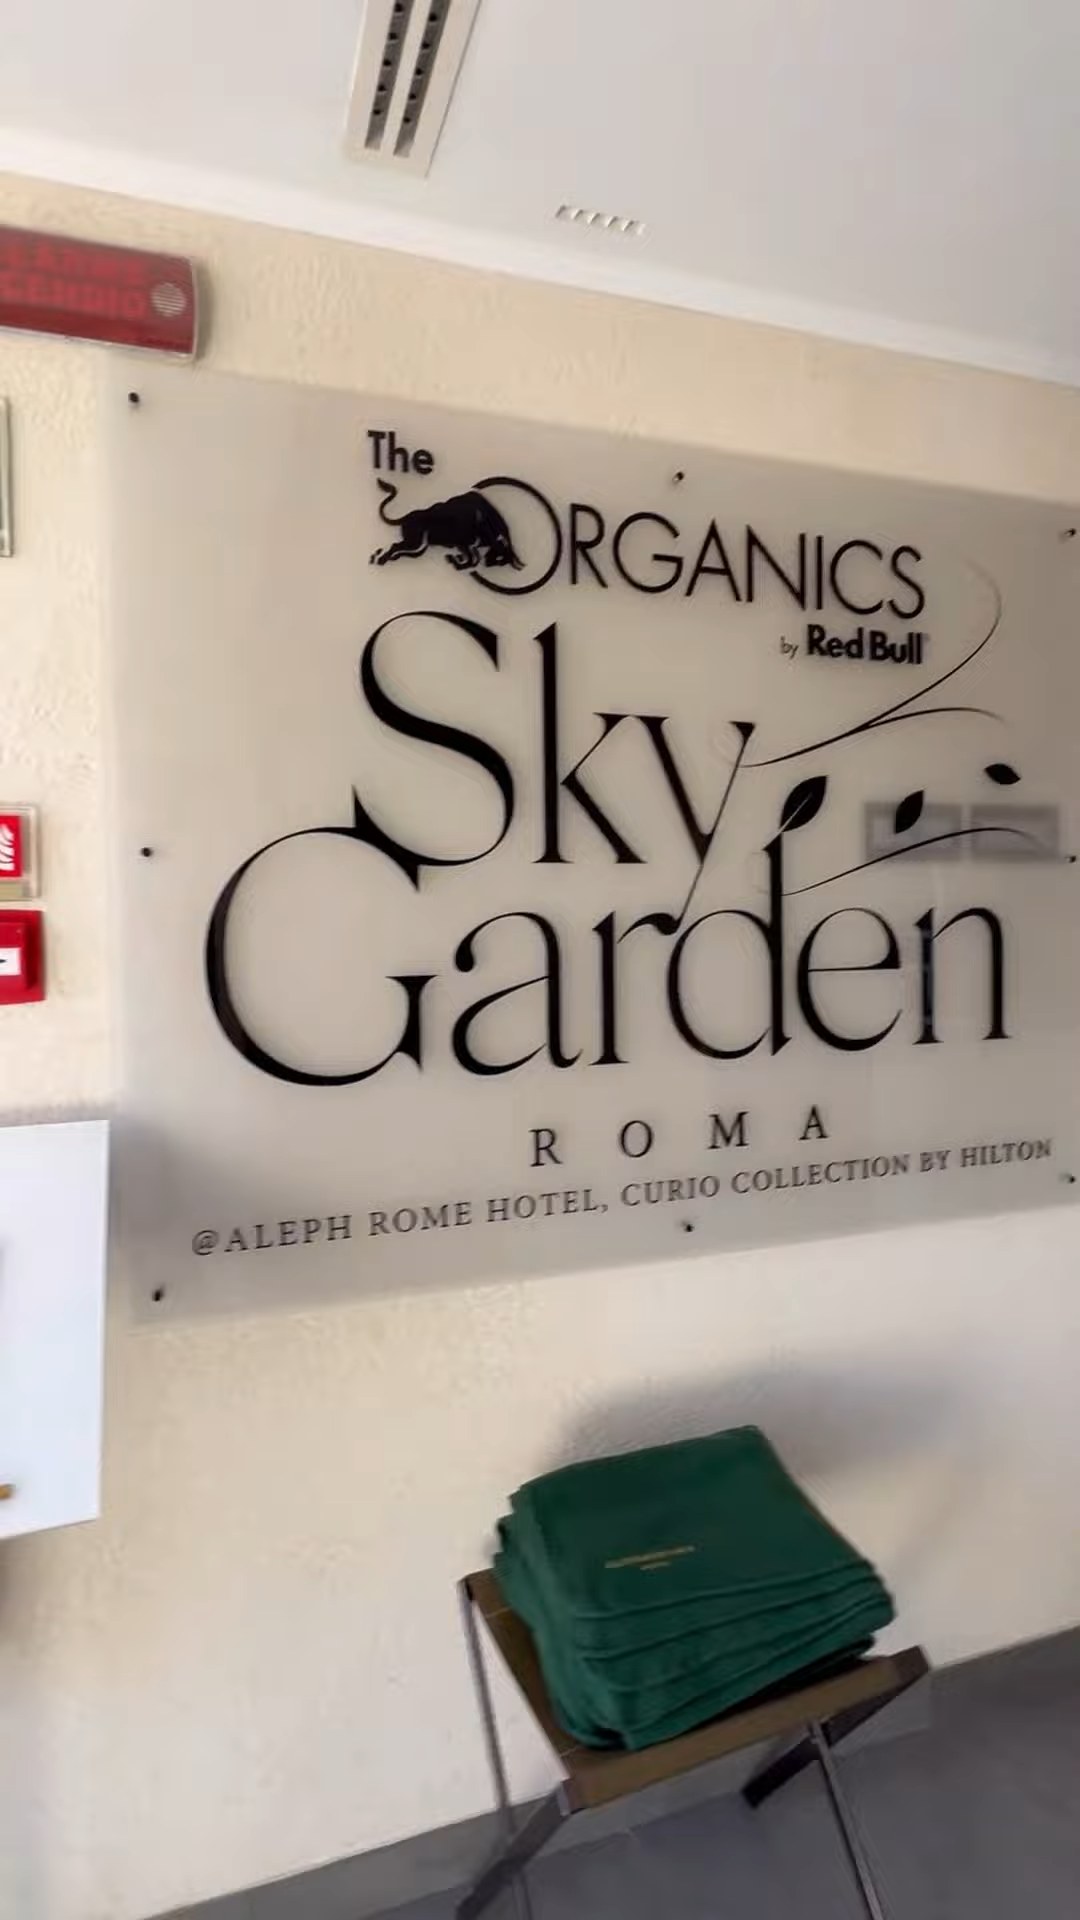 The
ORGANICS
by Red Bull
Sky
Garden
ROMA
@ALEPH ROME HOTEL, CURIO COLLECTION BY HILTON